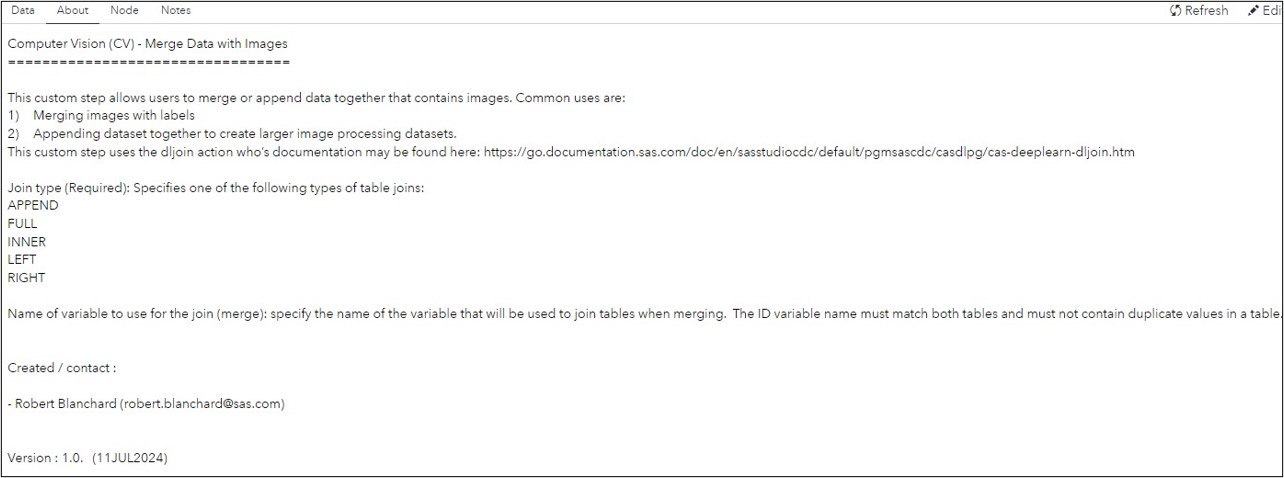 Data About Node Notes Refresh Edi
Computer Vision (CV) - Merge Data with Images
=================================
This custom step allows users to merge or append data together that contains images. Common uses are:
1) Merging images with labels
2) Appending dataset together to create larger image processing datasets.
This custom step uses the dljoin action who's documentation may be found here: https://go.documentation.sas.com/doc/en/sasstudiocdc/default/pgmsascdc/casdlpg/cas-deeplearn-dljoin.htm
Join type (Required): Specifies one of the following types of table joins:
APPEND
FULL
INNER
LEFT
RIGHT
Name of variable to use for the join (merge): specify the name of the variable that will be used to join tables when merging. The ID variable name must match both tables and must not contain duplicate values in a table.
Created / contact :
- Robert Blanchard (robert.blanchard@sas.com)
Version : 1.0. (11JUL2024)